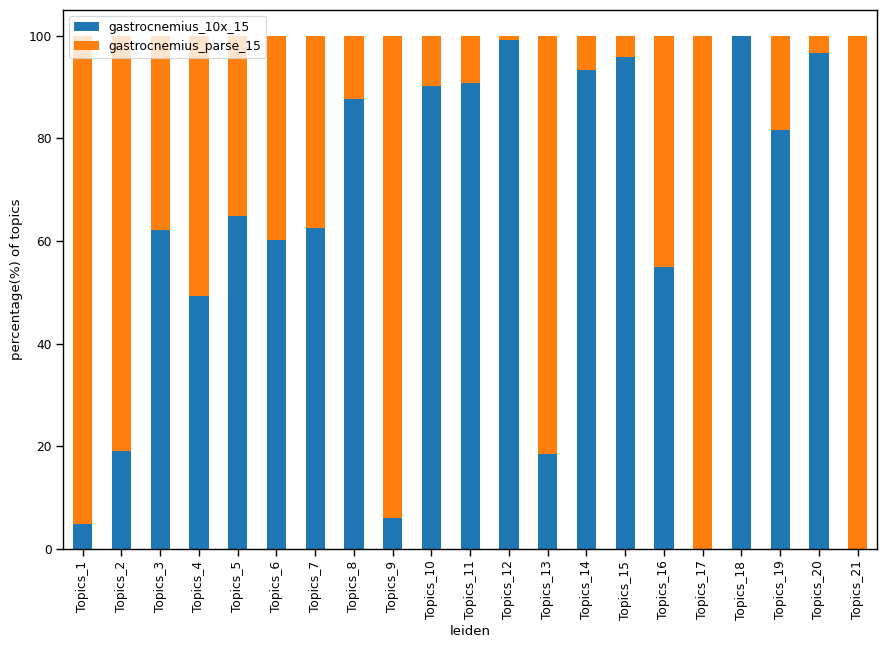 gastrocnemius_10x_15
gastrocnemius_parse_15
percentage(%) of topics
100
80
60
40
20
0
Topics_1
Topics_2
Topics_3
Topics_4
Topics_5
Topics_6
Topics_7
Topics_8
Topics_9
Topics_10
Topics_11
Topics_12
Topics_13
Topics_14
Topics_15
Topics_16
Topics_17
Topics_18
Topics_19
Topics_20
Topics_21
leiden